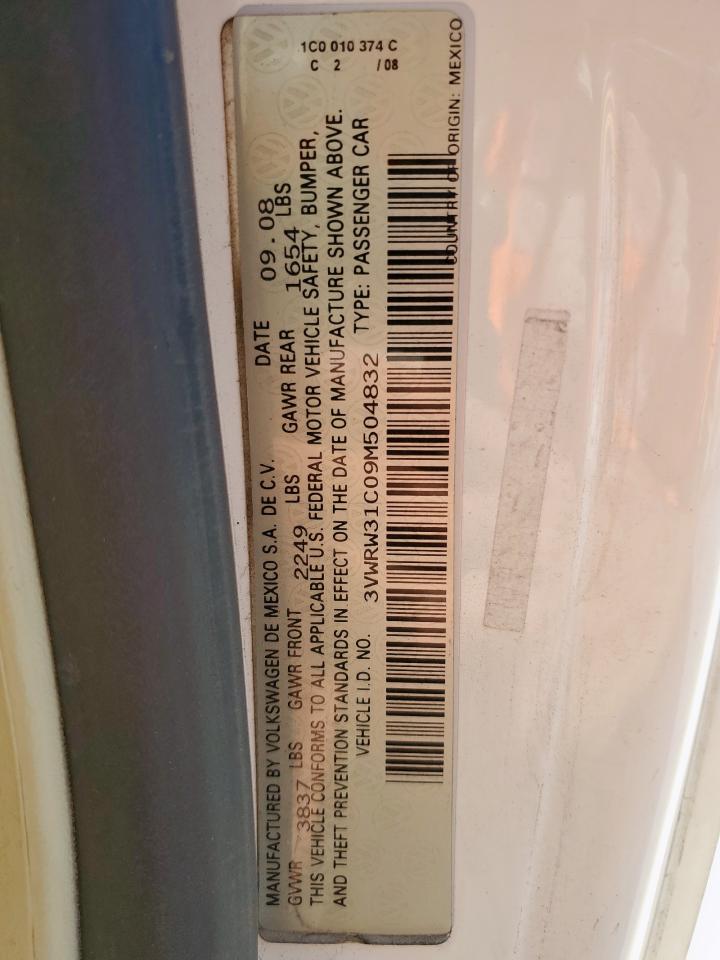 1C0 010 374 C
C 2 /08
MANUFACTURED BY VOLKSWAGEN DE MEXICO S.A. DE C.V. DATE 09.08
GVWR 3837 LBS GAWR FRONT 2249 LBS GAWR REAR 1654 LBS
THIS VEHICLE CONFORMS TO ALL APPLICABLE U.S. FEDERAL MOTOR VEHICLE SAFETY, BUMPER,
AND THEFT PREVENTION STANDARDS IN EFFECT ON THE DATE OF MANUFACTURE SHOWN ABOVE.
VEHICLE I.D. NO. 3VWRW31C09M504832 TYPE: PASSENGER CAR
COUNTRY OF ORIGIN: MEXICO